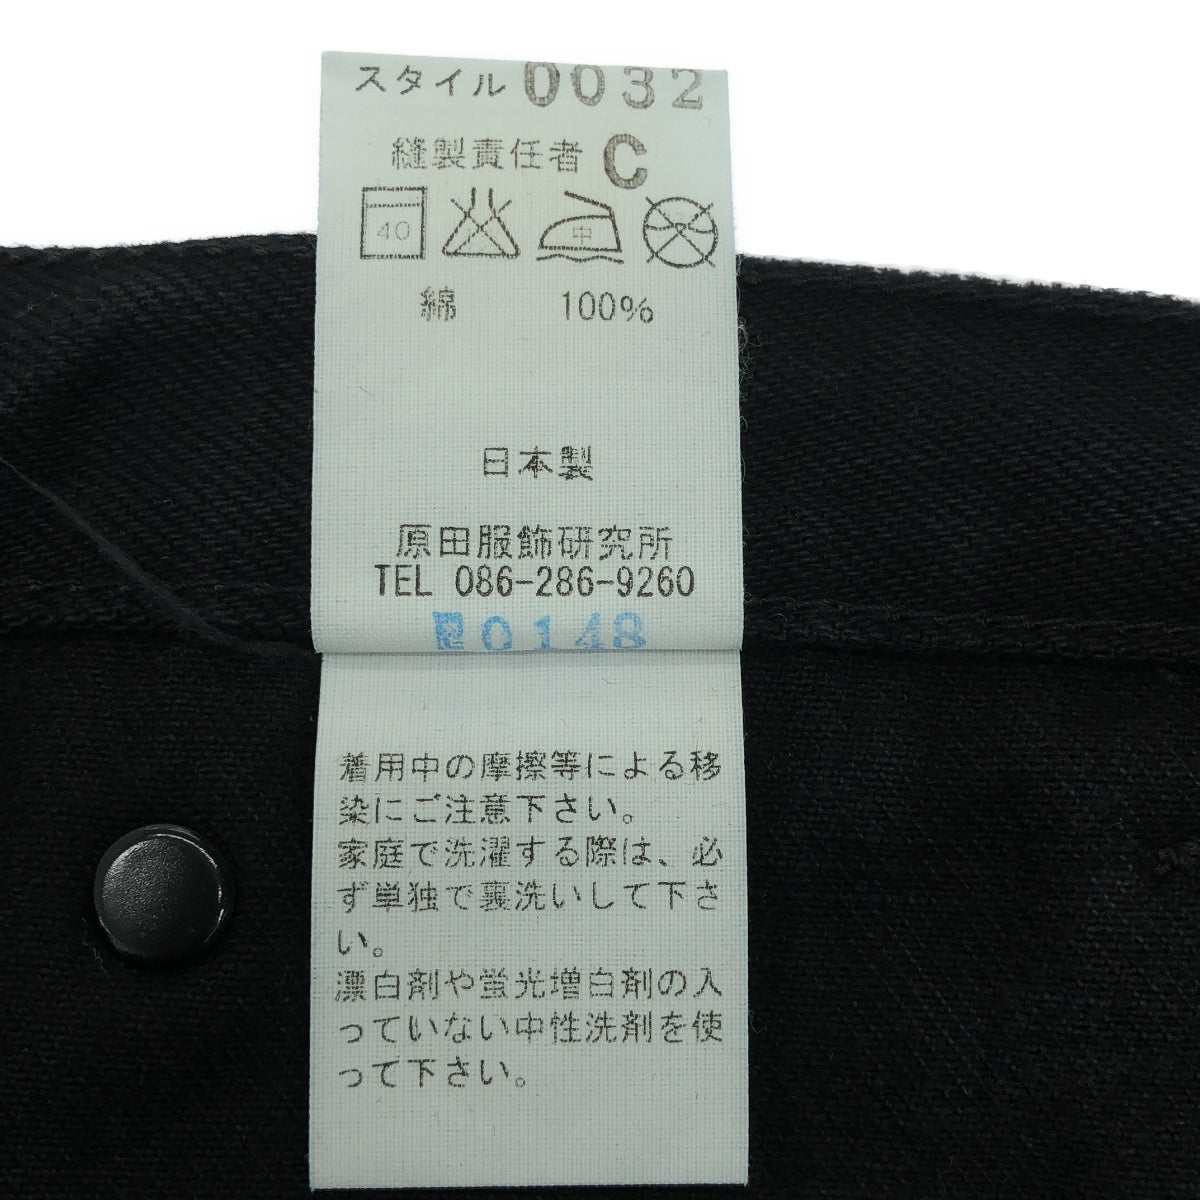 スタイル 0032
縫製責任者 C
40 中
綿 100%
日本製
原田服飾研究所
TEL 086-286-9260
0148
着用中の摩擦等による移
染にご注意下さい。
家庭で洗濯する際は、必
ず単独で裏洗いして下さ
い。
漂白剤や蛍光増白剤の入
っていない中性洗剤を使
って下さい。